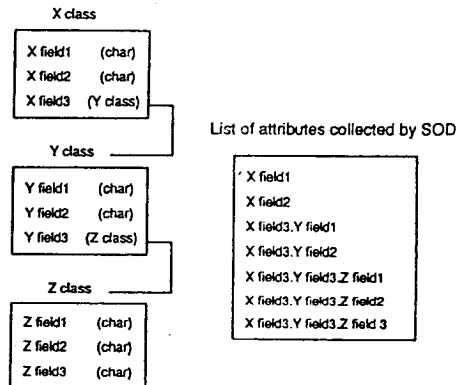 X class
X field1 (char)
X field2 (char)
X field3 (Y class)
Y class
Y field1 (char)
Y field2 (char)
Y field3 (Z class)
Z class
Z field1 (char)
Z field2 (char)
Z field3 (char)
List of attributes collected by SOD
X field1
X field2
X field3.Y field1
X field3.Y field2
X field3.Y field3.Z field1
X field3.Y field3.Z field2
X field3.Y field3.Z field 3